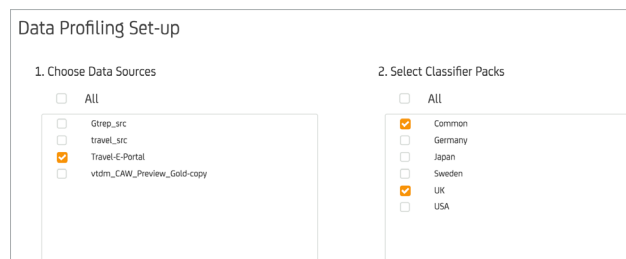 Data Profiling Set-up
1. Choose Data Sources
All
Gtrep_src
travel_src
Travel-E-Portal
vtdm_CAW_Preview_Gold-copy
2. Select Classifier Packs
All
Common
Germany
Japan
Sweden
UK
USA